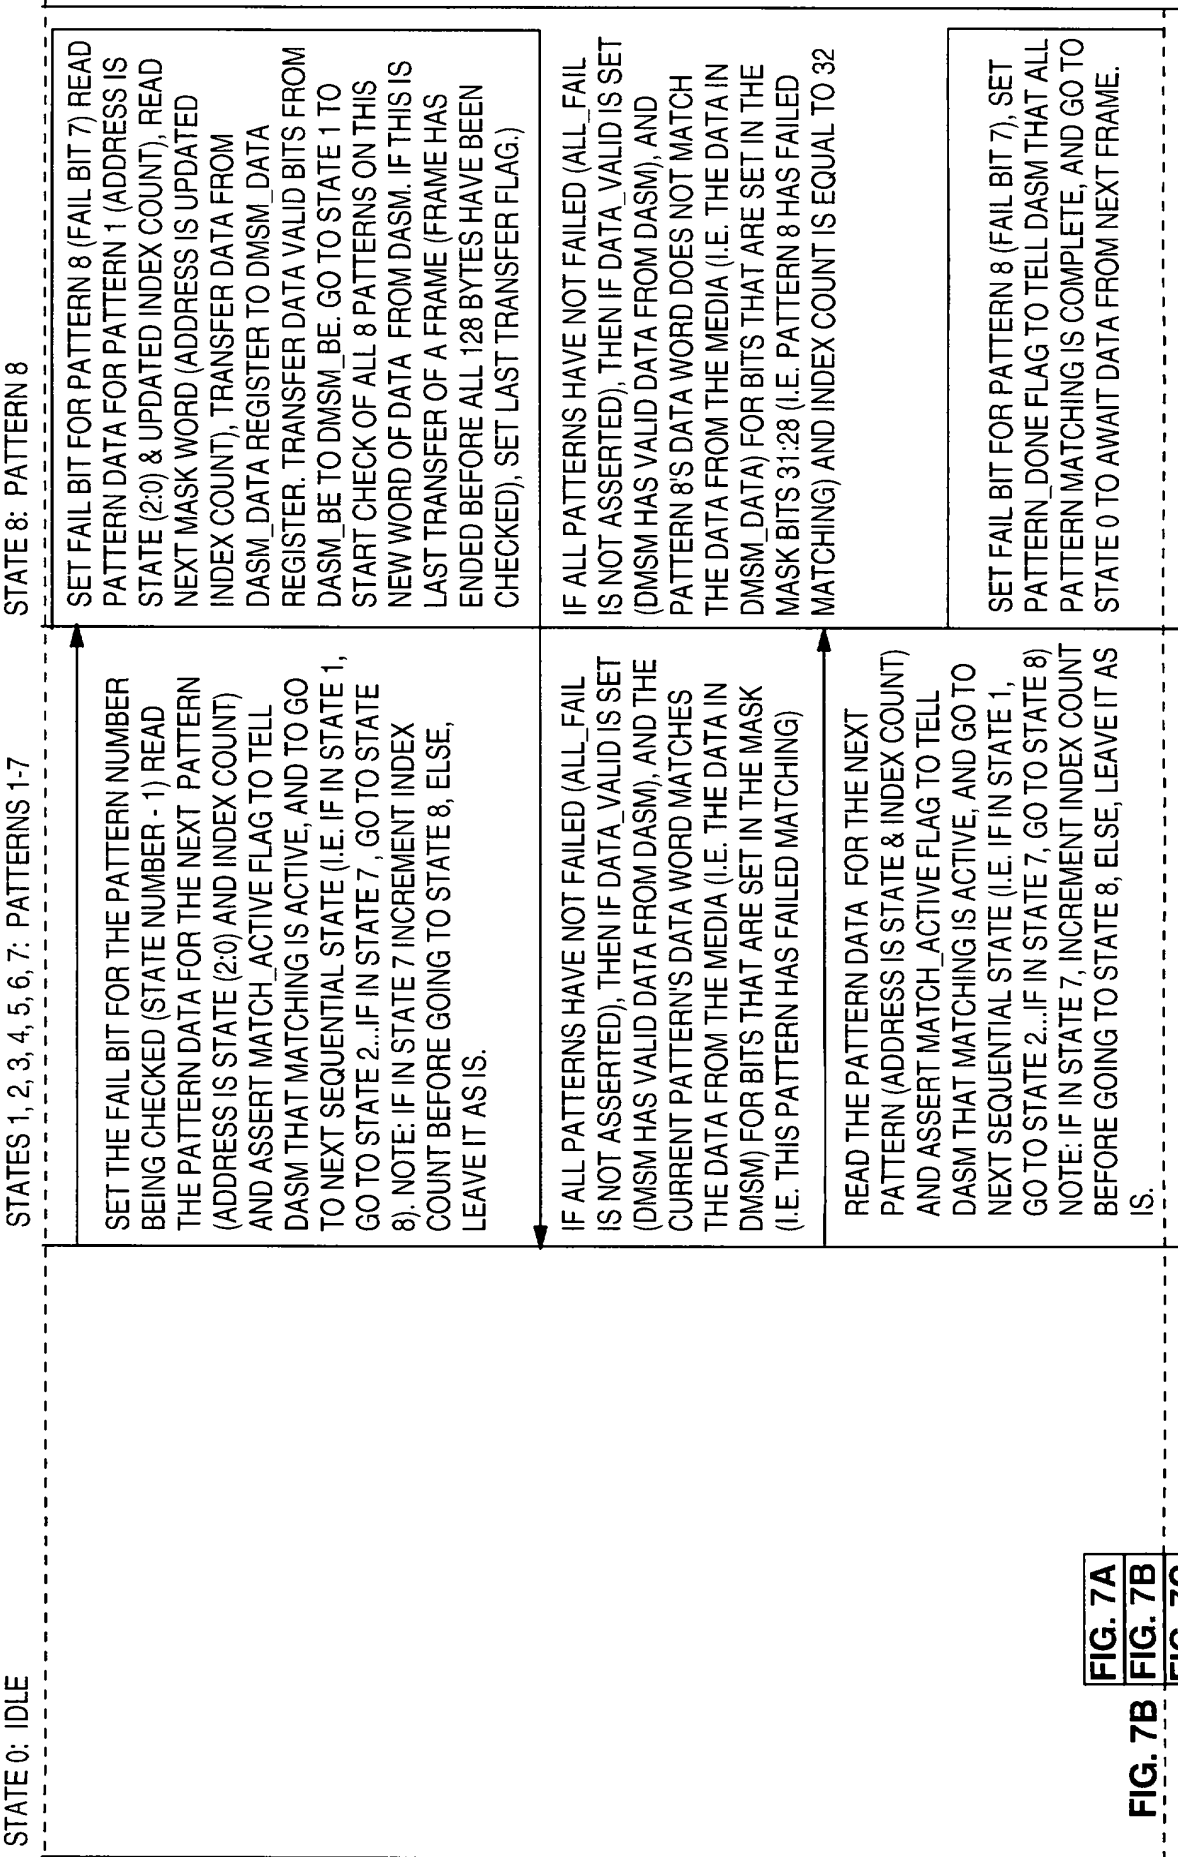 STATE 0: IDLE
STATES 1, 2, 3, 4, 5, 6, 7: PATTERNS 1-7
STATE 8: PATTERN 8
SET THE FAIL BIT FOR THE PATTERN NUMBER
BEING CHECKED (STATE NUMBER - 1) READ
THE PATTERN DATA FOR THE NEXT PATTERN
(ADDRESS IS STATE (2:0) AND INDEX COUNT)
AND ASSERT MATCH_ACTIVE FLAG TO TELL
DASM THAT MATCHING IS ACTIVE, AND TO GO
TO NEXT SEQUENTIAL STATE (I.E. IF IN STATE 1,
GO TO STATE 2...IF IN STATE 7 , GO TO STATE
8). NOTE: IF IN STATE 7 INCREMENT INDEX
COUNT BEFORE GOING TO STATE 8, ELSE,
LEAVE IT AS IS.
SET FAIL BIT FOR PATTERN 8 (FAIL BIT 7) READ
PATTERN DATA FOR PATTERN 1 (ADDRESS IS
STATE (2:0) & UPDATED INDEX COUNT), READ
NEXT MASK WORD (ADDRESS IS UPDATED
INDEX COUNT), TRANSFER DATA FROM
DASM_DATA REGISTER TO DMSM_DATA
REGISTER. TRANSFER DATA VALID BITS FROM
DASM_BE TO DMSM_BE. GO TO STATE 1 TO
START CHECK OF ALL 8 PATTERNS ON THIS
NEW WORD OF DATA FROM DASM. IF THIS IS
LAST TRANSFER OF A FRAME (FRAME HAS
ENDED BEFORE ALL 128 BYTES HAVE BEEN
CHECKED), SET LAST TRANSFER FLAG.)
IF ALL PATTERNS HAVE NOT FAILED (ALL_FAIL
IS NOT ASSERTED), THEN IF DATA_VALID IS SET
(DMSM HAS VALID DATA FROM DASM), AND THE
CURRENT PATTERN'S DATA WORD MATCHES
THE DATA FROM THE MEDIA (I.E. THE DATA IN
DMSM) FOR BITS THAT ARE SET IN THE MASK
(I.E. THIS PATTERN HAS FAILED MATCHING)
IF ALL PATTERNS HAVE NOT FAILED (ALL_FAIL
IS NOT ASSERTED), THEN IF DATA_VALID IS SET
(DMSM HAS VALID DATA FROM DASM), AND
PATTERN 8'S DATA WORD DOES NOT MATCH
THE DATA FROM THE MEDIA (I.E. THE DATA IN
DMSM_DATA) FOR BITS THAT ARE SET IN THE
MASK BITS 31:28 (I.E. PATTERN 8 HAS FAILED
MATCHING) AND INDEX COUNT IS EQUAL TO 32
READ THE PATTERN DATA FOR THE NEXT
PATTERN (ADDRESS IS STATE & INDEX COUNT)
AND ASSERT MATCH_ACTIVE FLAG TO TELL
DASM THAT MATCHING IS ACTIVE, AND GO TO
NEXT SEQUENTIAL STATE (I.E. IF IN STATE 1,
GO TO STATE 2...IF IN STATE 7, GO TO STATE 8)
NOTE: IF IN STATE 7, INCREMENT INDEX COUNT
BEFORE GOING TO STATE 8, ELSE, LEAVE IT AS
IS.
SET FAIL BIT FOR PATTERN 8 (FAIL BIT 7), SET
PATTERN_DONE FLAG TO TELL DASM THAT ALL
PATTERN MATCHING IS COMPLETE, AND GO TO
STATE 0 TO AWAIT DATA FROM NEXT FRAME.
FIG. 7B
FIG. 7A
FIG. 7B